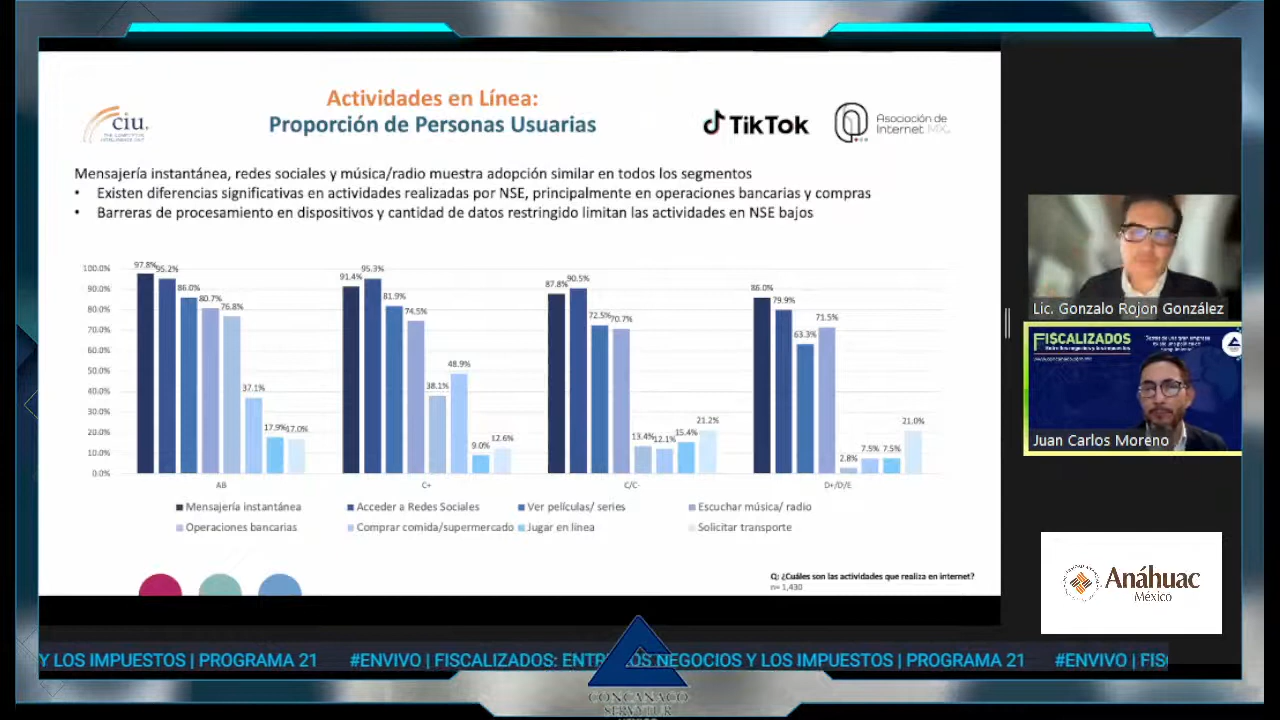 Actividades en Línea:
Proporción de Personas Usuarias
ciu.
TikTok
Asociación de
Internet MX.
Mensajería instantánea, redes sociales y música/radio muestra adopción similar en todos los segmentos
• Existen diferencias significativas en actividades realizadas por NSE, principalmente en operaciones bancarias y compras
• Barreras de procesamiento en dispositivos y cantidad de datos restringido limitan las actividades en NSE bajos
100.0%
90.0%
80.0%
70.0%
60.0%
50.0%
40.0%
30.0%
20.0%
10.0%
0.0%
97.8% 95.2% 86.0% 80.7% 76.8% 37.1% 17.9% 17.0%
91.4% 95.3% 81.9% 74.5% 38.1% 48.9% 9.0% 12.6%
87.8% 90.5% 72.5% 70.7% 13.4% 12.1% 15.4% 21.2%
86.0% 79.9% 63.3% 71.5% 2.8% 7.5% 7.5% 21.0%
AB C+ C/C- D+/D/E
Mensajería instantánea Acceder a Redes Sociales Ver películas/ series Escuchar música/ radio
Operaciones bancarias Comprar comida/supermercado Jugar en línea Solicitar transporte
Q: ¿Cuáles son las actividades que realiza en internet?
n= 1,430
Lic. Gonzalo Rojon González
FISCALIZADOS
Entre los negocios y los impuestos
Juan Carlos Moreno
Anáhuac
México
Y LOS IMPUESTOS | PROGRAMA 21 #ENVIVO | FISCALIZADOS: ENTRE LOS NEGOCIOS Y LOS IMPUESTOS | PROGRAMA 21 #ENVIVO | FIS
CONCANACO
SERVYTUR